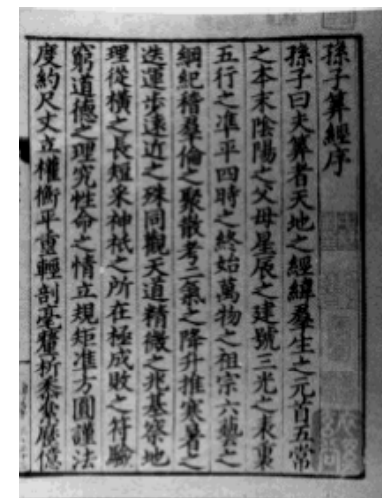 孫子算經序
孫子曰夫算者天地之經緯羣生之元首五常
之本末陰陽之父母星辰之建號三光之表裏
五行之準平四時之終始萬物之祖宗六藝之
綱紀稽羣倫之聚散考二氣之降升推寒暑之
迭運步遠近之殊同觀天道精微之兆基察地
理從橫之長短采神祇之所在極成敗之符驗
窮道德之理究性命之情立規矩准方圓謹法
度約尺丈立權衡平重輕剖毫釐析黍絫歷億